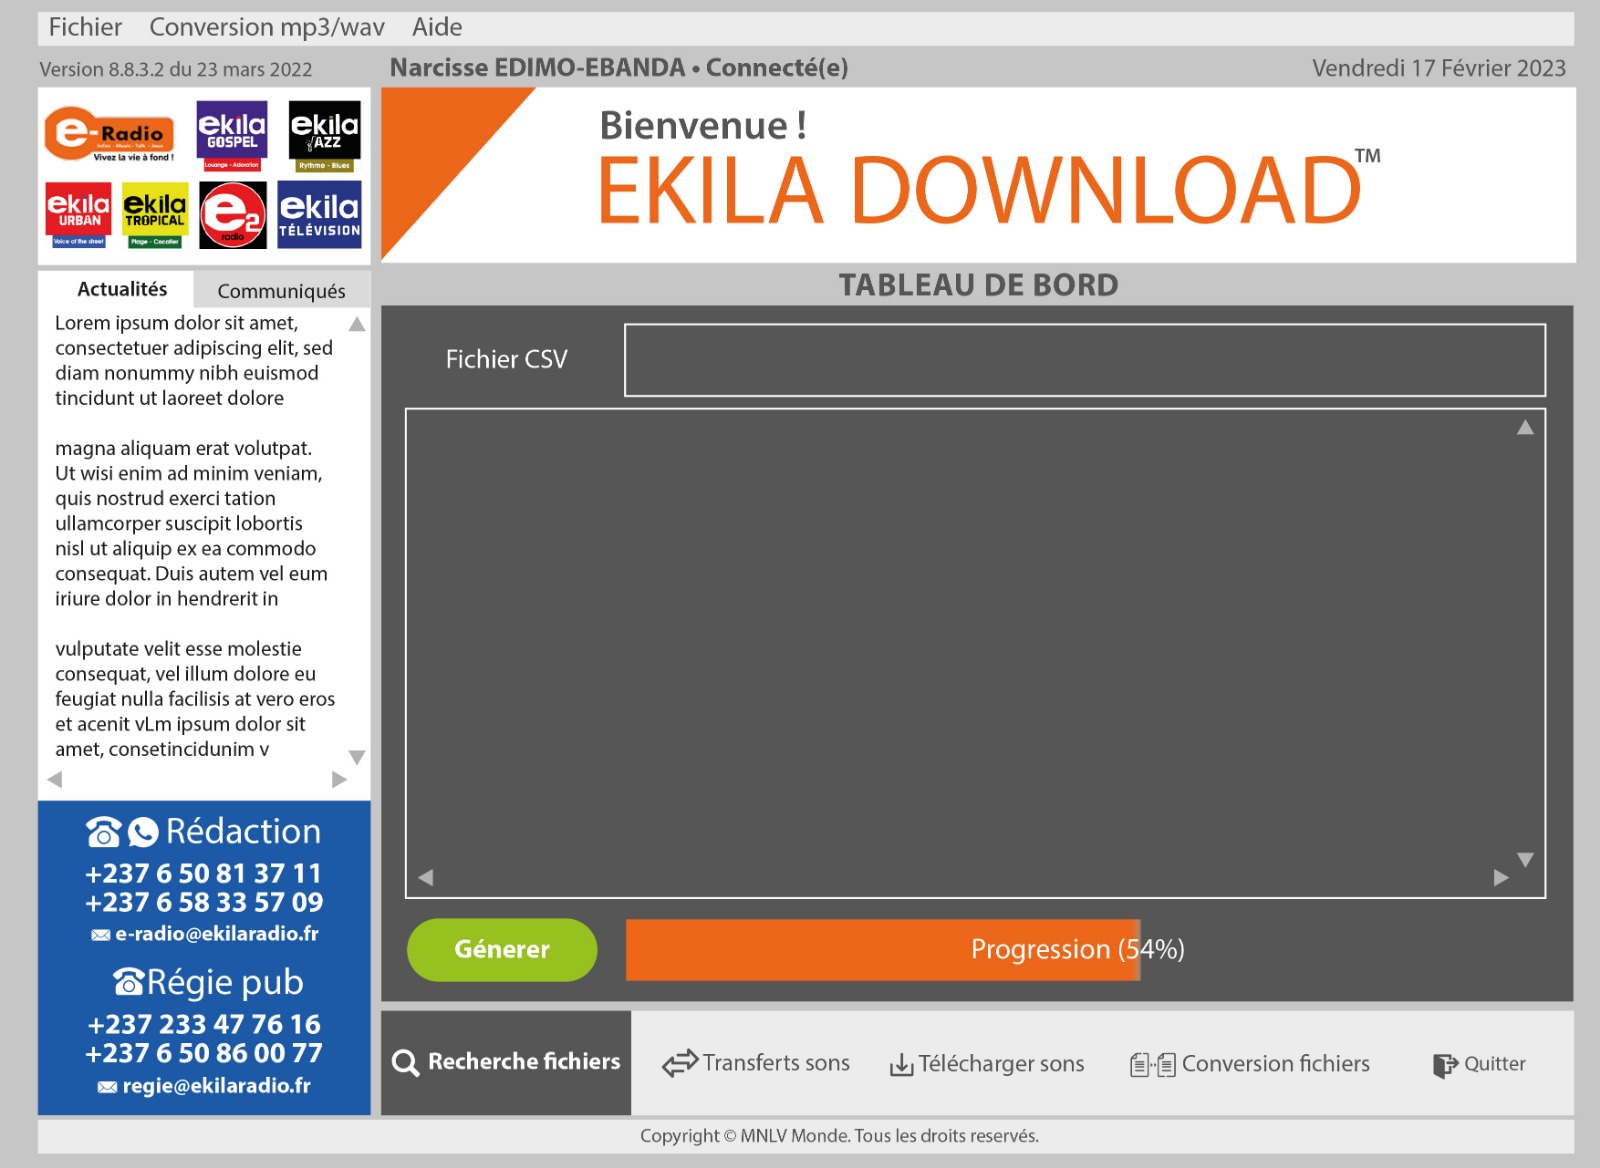 Fichier Conversion mp3/wav Aide
Version 8.8.3.2 du 23 mars 2022
Narcisse EDIMO-EBANDA • Connecté(e)
Vendredi 17 Février 2023
e-Radio
Infos - Music - Talk - Jeux
Vivez la vie à fond !
ekila
GOSPEL
Louange - Adoration
ekila
JAZZ
Rythme - Blues
ekila
URBAN
Voice of the street
ekila
TROPICAL
Plage - Cocotier
e2
radio
ekila
TÉLÉVISION
Bienvenue !
EKILA DOWNLOAD™
Actualités
Communiqués
Lorem ipsum dolor sit amet,
consectetuer adipiscing elit, sed
diam nonummy nibh euismod
tincidunt ut laoreet dolore
magna aliquam erat volutpat.
Ut wisi enim ad minim veniam,
quis nostrud exerci tation
ullamcorper suscipit lobortis
nisl ut aliquip ex ea commodo
consequat. Duis autem vel eum
iriure dolor in hendrerit in
vulputate velit esse molestie
consequat, vel illum dolore eu
feugiat nulla facilisis at vero eros
et acenit vLm ipsum dolor sit
amet, consetincidunim v
Rédaction
+237 6 50 81 37 11
+237 6 58 33 57 09
e-radio@ekilaradio.fr
Régie pub
+237 233 47 76 16
+237 6 50 86 00 77
regie@ekilaradio.fr
TABLEAU DE BORD
Fichier CSV
Génerer
Progression (54%)
Recherche fichiers
Transferts sons
Télécharger sons
Conversion fichiers
Quitter
Copyright © MNLV Monde. Tous les droits reservés.